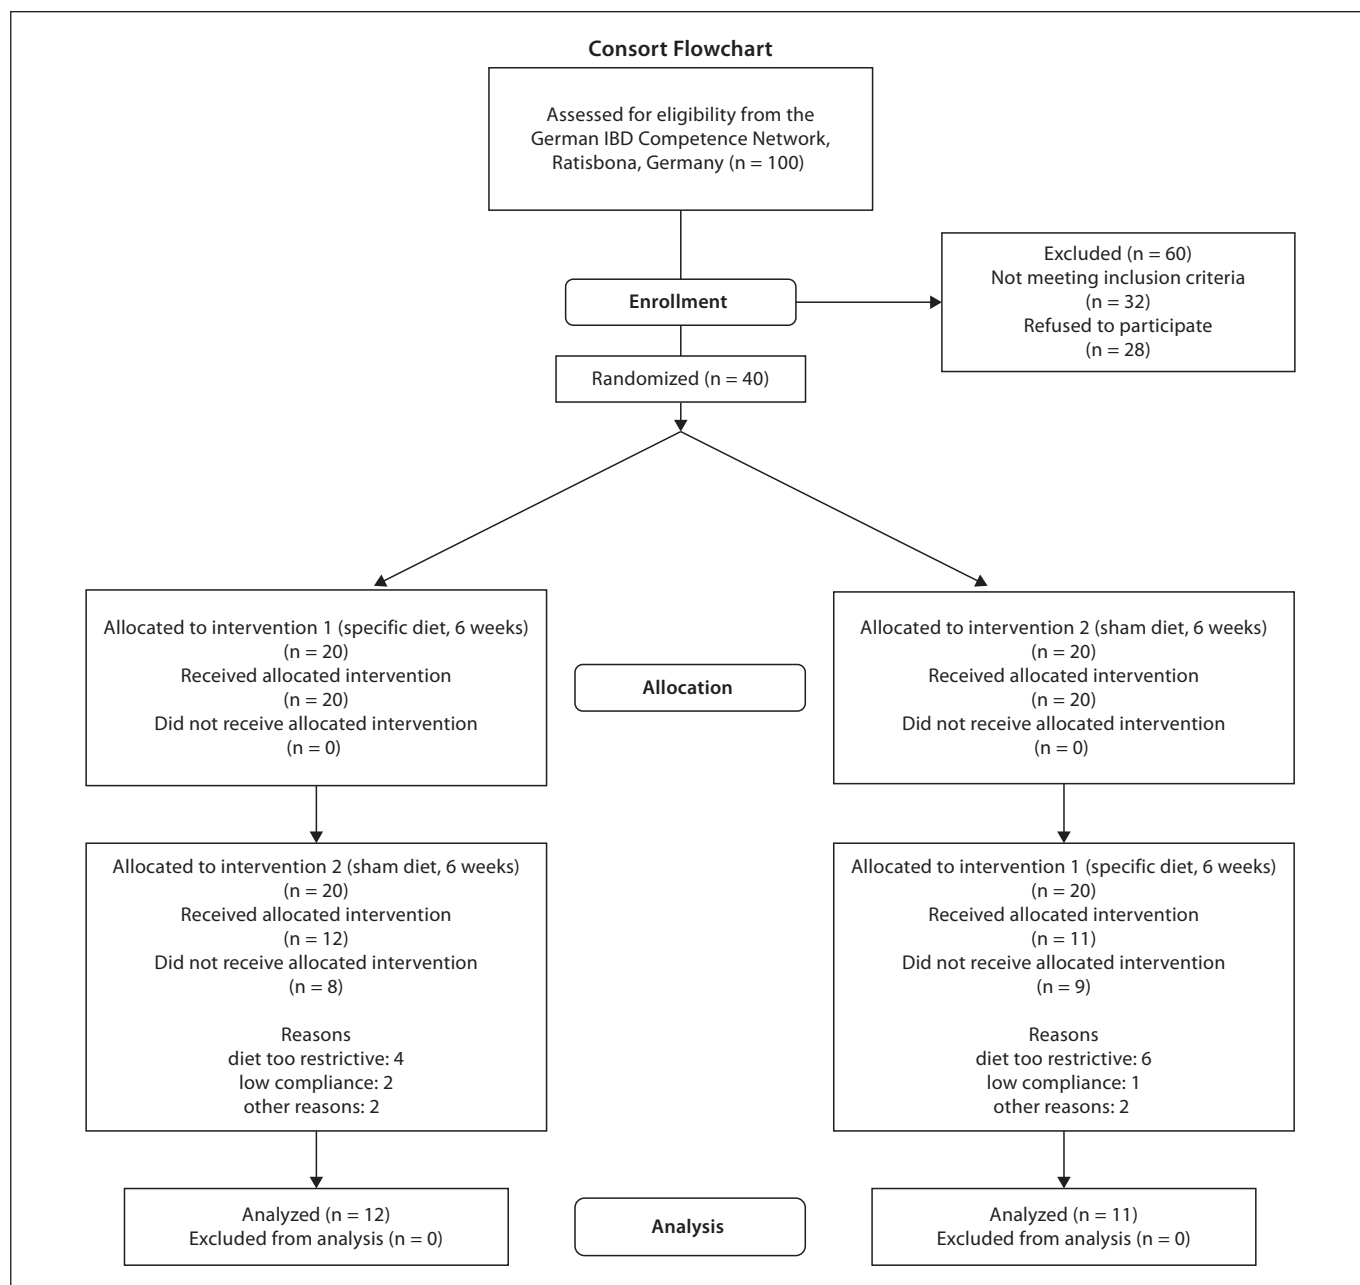 Consort Flowchart
Assessed for eligibility from the
German IBD Competence Network,
Ratisbona, Germany (n = 100)
Enrollment
Excluded (n = 60)
Not meeting inclusion criteria
(n = 32)
Refused to participate
(n = 28)
Randomized (n = 40)
Allocated to intervention 1 (specific diet, 6 weeks)
(n = 20)
Received allocated intervention
(n = 20)
Did not receive allocated intervention
(n = 0)
Allocation
Allocated to intervention 2 (sham diet, 6 weeks)
(n = 20)
Received allocated intervention
(n = 20)
Did not receive allocated intervention
(n = 0)
Allocated to intervention 2 (sham diet, 6 weeks)
(n = 20)
Received allocated intervention
(n = 12)
Did not receive allocated intervention
(n = 8)
Reasons
diet too restrictive: 4
low compliance: 2
other reasons: 2
Allocated to intervention 1 (specific diet, 6 weeks)
(n = 20)
Received allocated intervention
(n = 11)
Did not receive allocated intervention
(n = 9)
Reasons
diet too restrictive: 6
low compliance: 1
other reasons: 2
Analyzed (n = 12)
Excluded from analysis (n = 0)
Analysis
Analyzed (n = 11)
Excluded from analysis (n = 0)